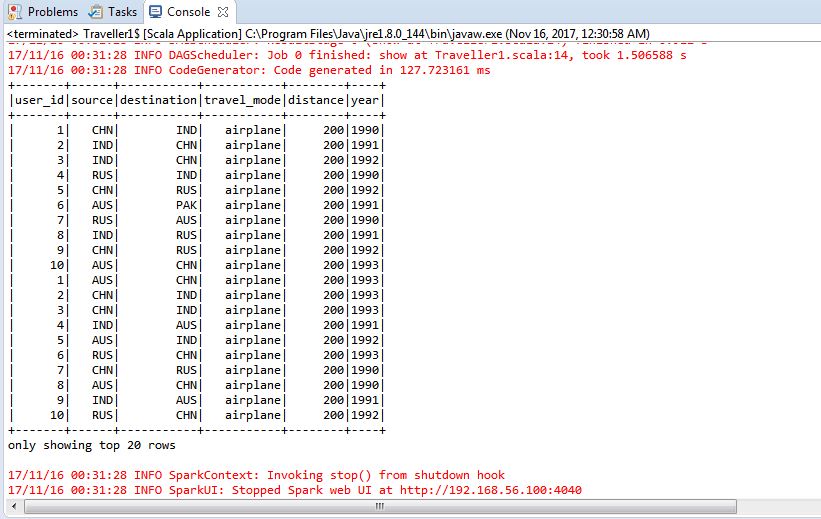 Problems Tasks Console
<terminated> Traveller1$ [Scala Application] C:\Program Files\Java\jre1.8.0_144\bin\javaw.exe (Nov 16, 2017, 12:30:58 AM)
17/11/16 00:31:28 INFO DAGScheduler: Job 0 finished: show at Traveller1.scala:14, took 1.506588 s
17/11/16 00:31:28 INFO CodeGenerator: Code generated in 127.723161 ms
+-------+------+-----------+-----------+--------+----+
|user_id|source|destination|travel_mode|distance|year|
+-------+------+-----------+-----------+--------+----+
|      1|   CHN|        IND|   airplane|     200|1990|
|      2|   IND|        CHN|   airplane|     200|1991|
|      3|   IND|        CHN|   airplane|     200|1992|
|      4|   RUS|        IND|   airplane|     200|1990|
|      5|   CHN|        RUS|   airplane|     200|1992|
|      6|   AUS|        PAK|   airplane|     200|1991|
|      7|   RUS|        AUS|   airplane|     200|1990|
|      8|   IND|        RUS|   airplane|     200|1991|
|      9|   CHN|        RUS|   airplane|     200|1992|
|     10|   AUS|        CHN|   airplane|     200|1993|
|      1|   AUS|        CHN|   airplane|     200|1993|
|      2|   CHN|        IND|   airplane|     200|1993|
|      3|   CHN|        IND|   airplane|     200|1993|
|      4|   IND|        AUS|   airplane|     200|1991|
|      5|   AUS|        IND|   airplane|     200|1992|
|      6|   RUS|        CHN|   airplane|     200|1993|
|      7|   CHN|        RUS|   airplane|     200|1990|
|      8|   AUS|        CHN|   airplane|     200|1990|
|      9|   IND|        AUS|   airplane|     200|1991|
|     10|   RUS|        CHN|   airplane|     200|1992|
+-------+------+-----------+-----------+--------+----+
only showing top 20 rows
17/11/16 00:31:28 INFO SparkContext: Invoking stop() from shutdown hook
17/11/16 00:31:28 INFO SparkUI: Stopped Spark web UI at http://192.168.56.100:4040